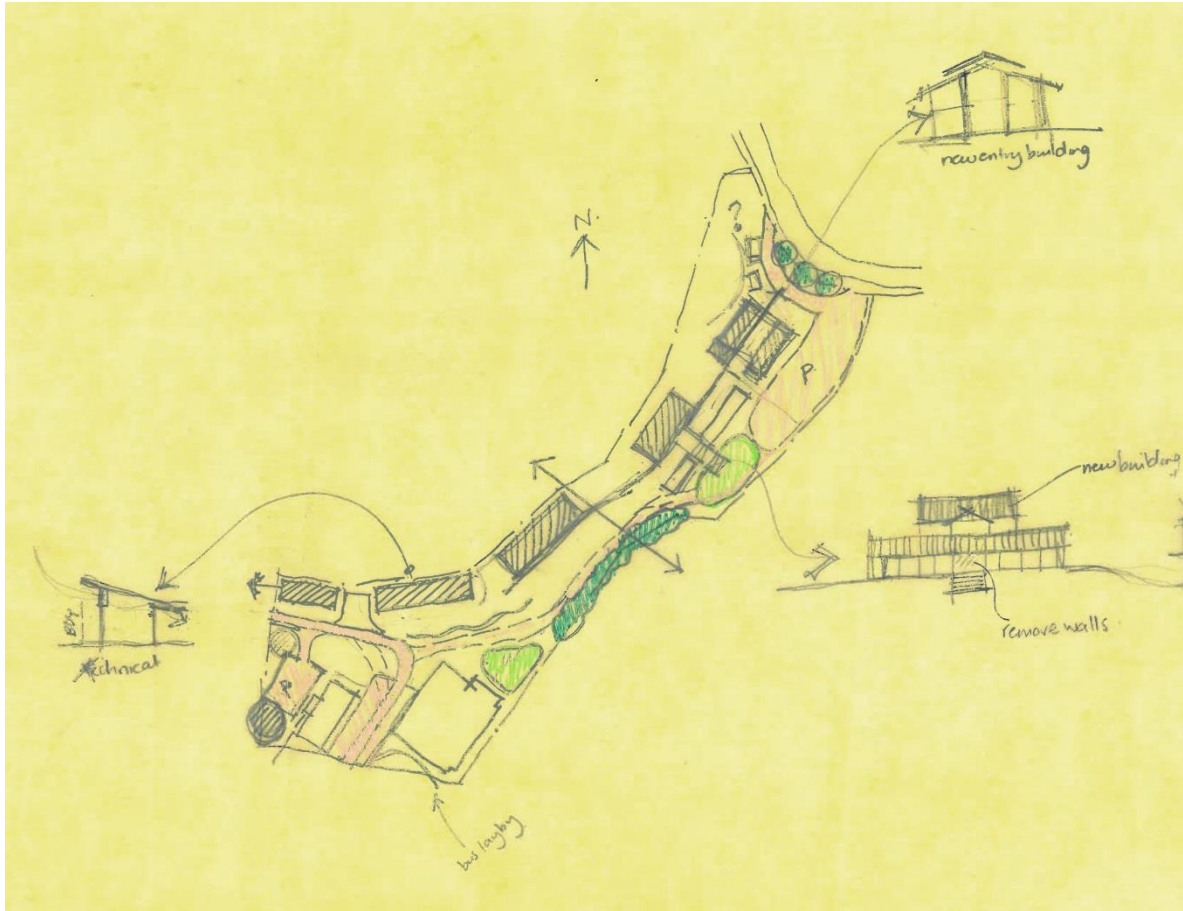 new entry building
N.
?
P.
new building
remove walls.
technical
P
bus layby